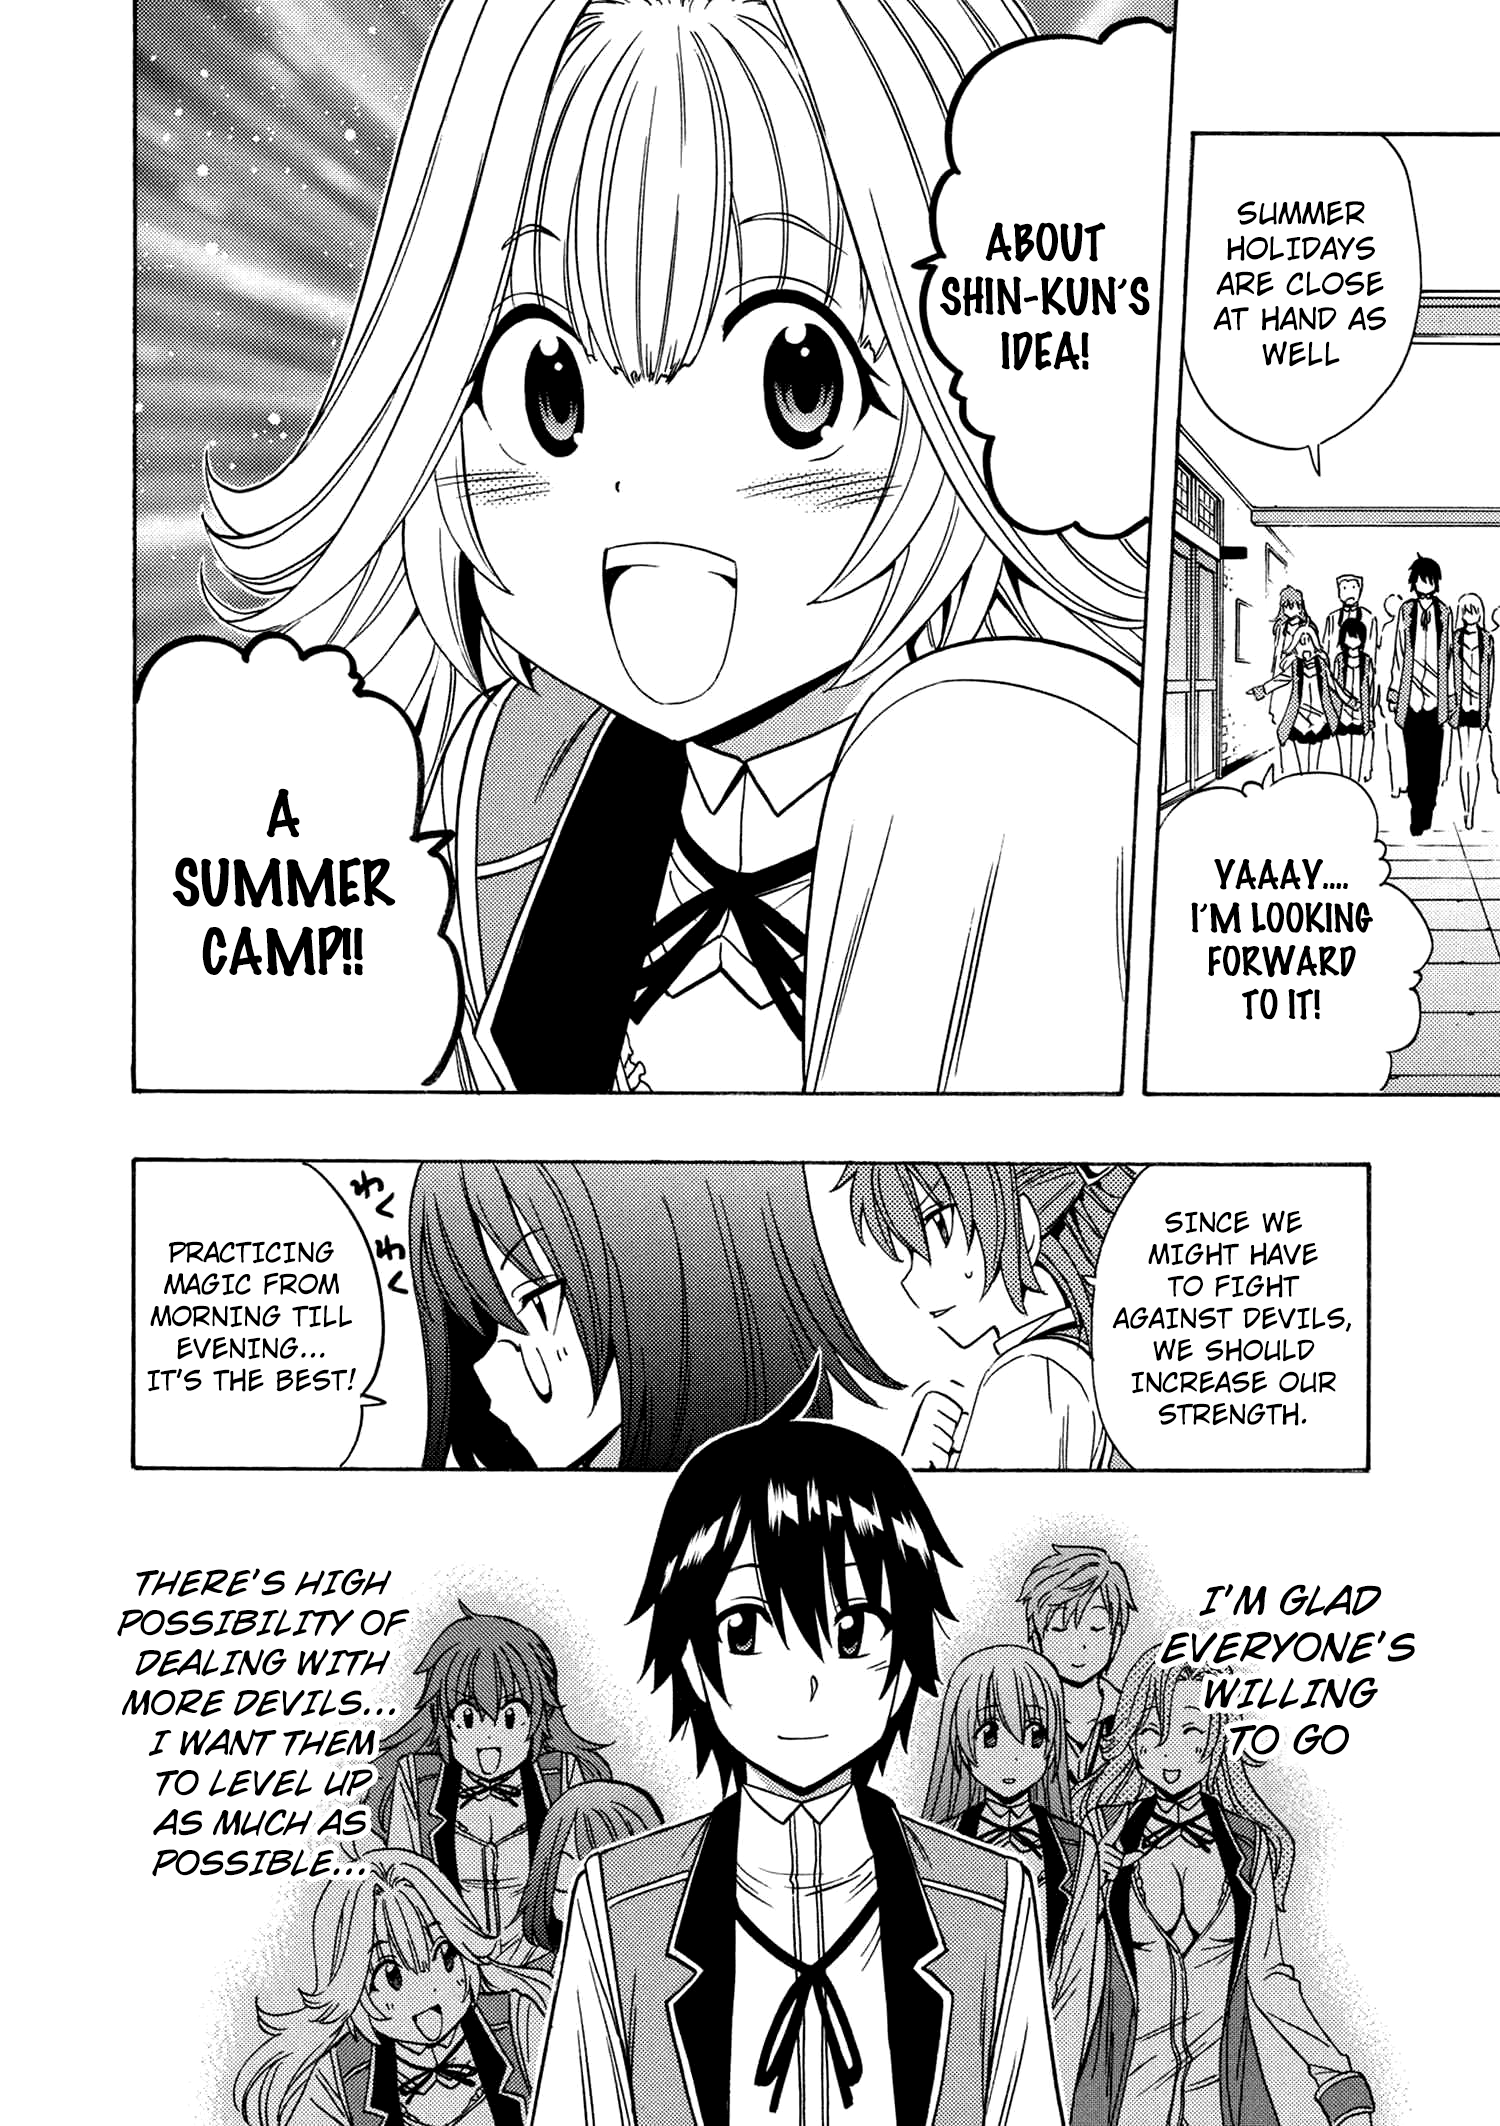 SUMMER
HOLIDAYS
ARE CLOSE
AT HAND AS
WELL
YAAAY....
I'M LOOKING
FORWARD
TO IT!
ABOUT
SHIN-KUN'S
IDEA!
A
SUMMER
CAMP!!
SINCE WE
MIGHT HAVE
TO FIGHT
AGAINST DEVILS,
WE SHOULD
INCREASE OUR
STRENGTH.
わく
わく
PRACTICING
MAGIC FROM
MORNING TILL
EVENING...
IT'S THE BEST!
I'M GLAD
EVERYONE'S
WILLING
TO GO
THERE'S HIGH
POSSIBILITY OF
DEALING WITH
MORE DEVILS...
I WANT THEM
TO LEVEL UP
AS MUCH AS
POSSIBLE...